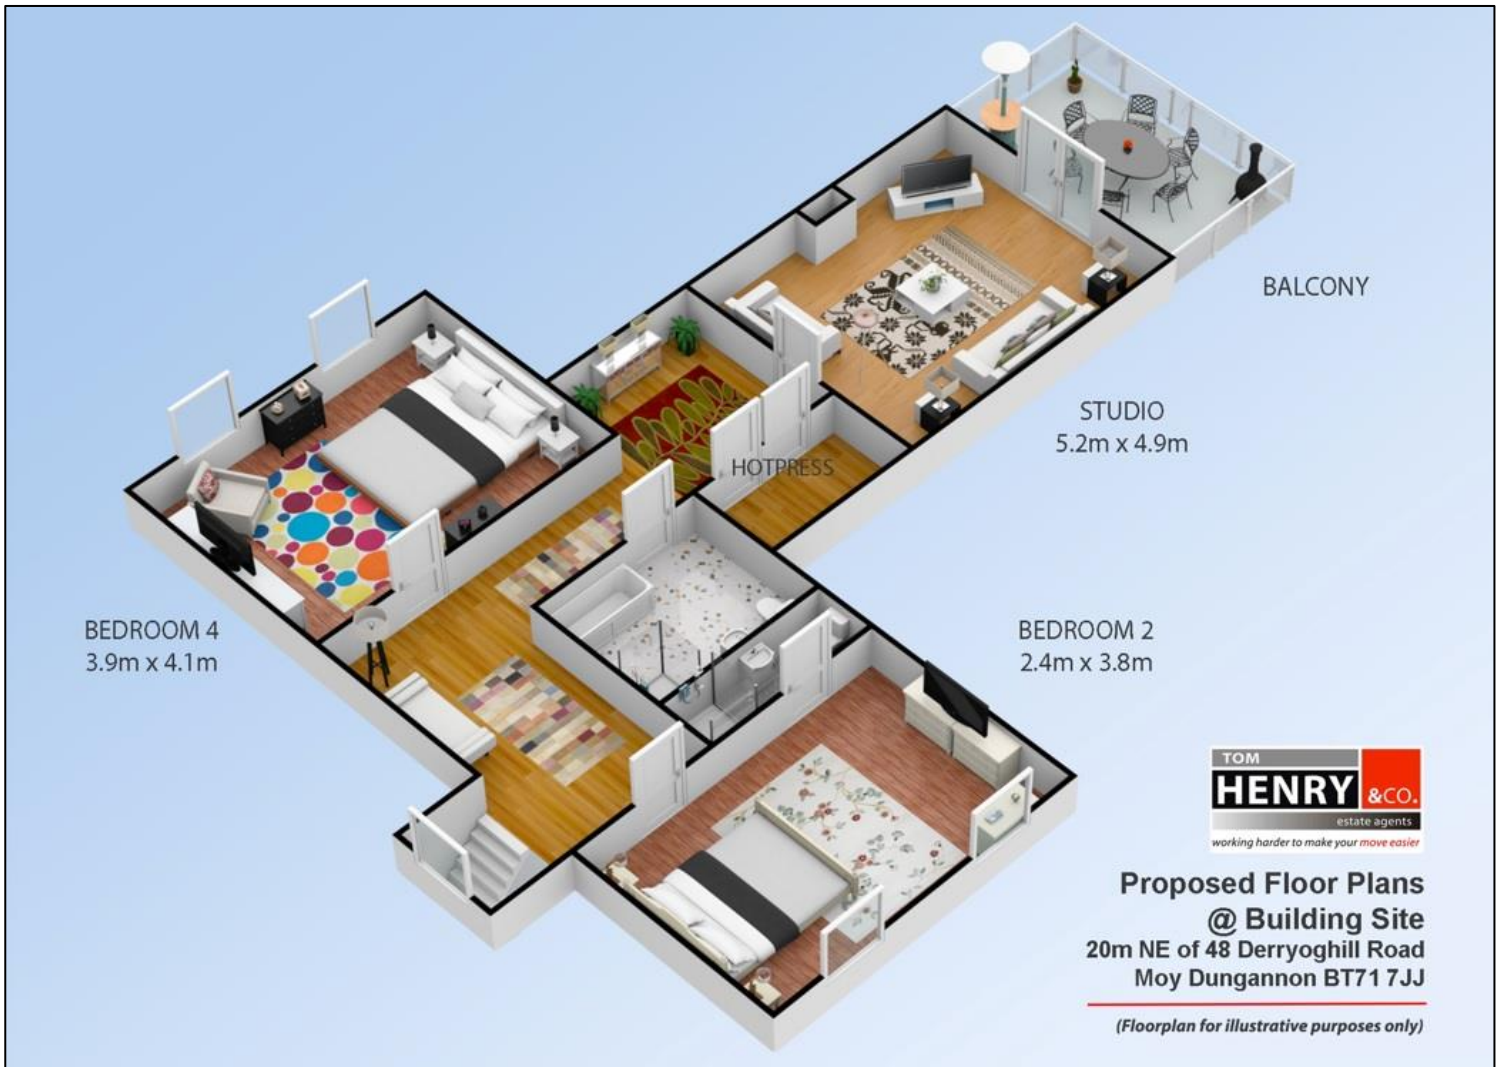 BALCONY
STUDIO
5.2m x 4.9m
HOTPRESS
BEDROOM 4
3.9m x 4.1m
BEDROOM 2
2.4m x 3.8m
TOM
HENRY &CO.
estate agents
working harder to make your move easier
Proposed Floor Plans
@ Building Site
20m NE of 48 Derryoghill Road
Moy Dungannon BT71 7JJ
(Floorplan for illustrative purposes only)